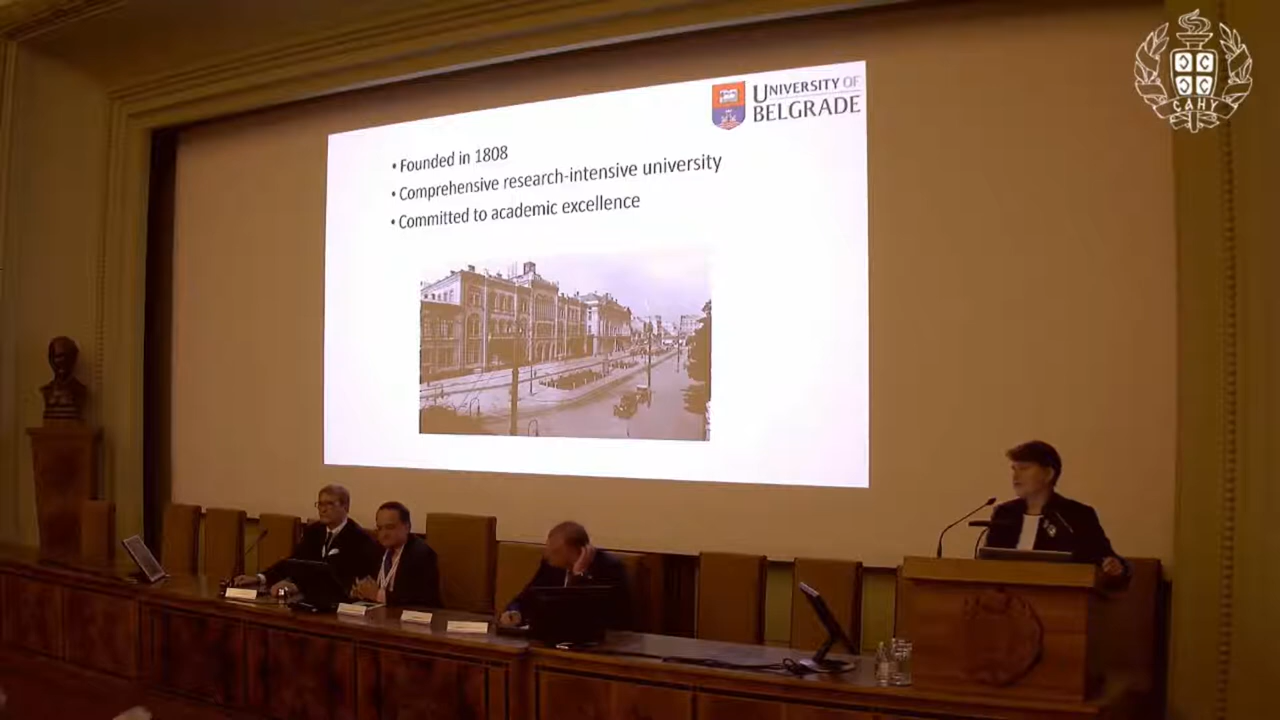 UNIVERSITY OF
BELGRADE
• Founded in 1808
• Comprehensive research-intensive university
• Committed to academic excellence
САНУ